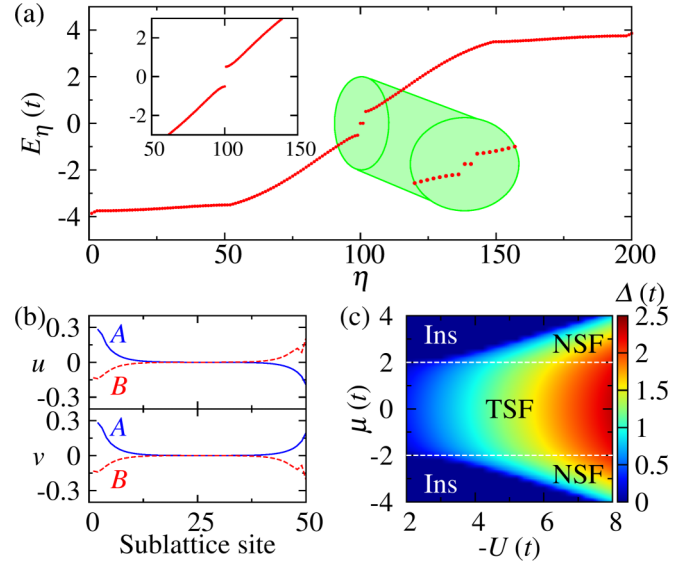 (a)
4
2
0
-2
-4
E_η (t)
2
0
-2
50
100
150
0
50
100
150
200
η
(b)
0.3
0
-0.3
u
A
B
0.3
0
-0.3
v
A
B
0
25
50
Sublattice site
(c)
Δ (t)
4
2
0
-2
-4
μ (t)
Ins
NSF
TSF
Ins
NSF
2
4
6
8
-U (t)
2.5
2
1.5
1
0.5
0